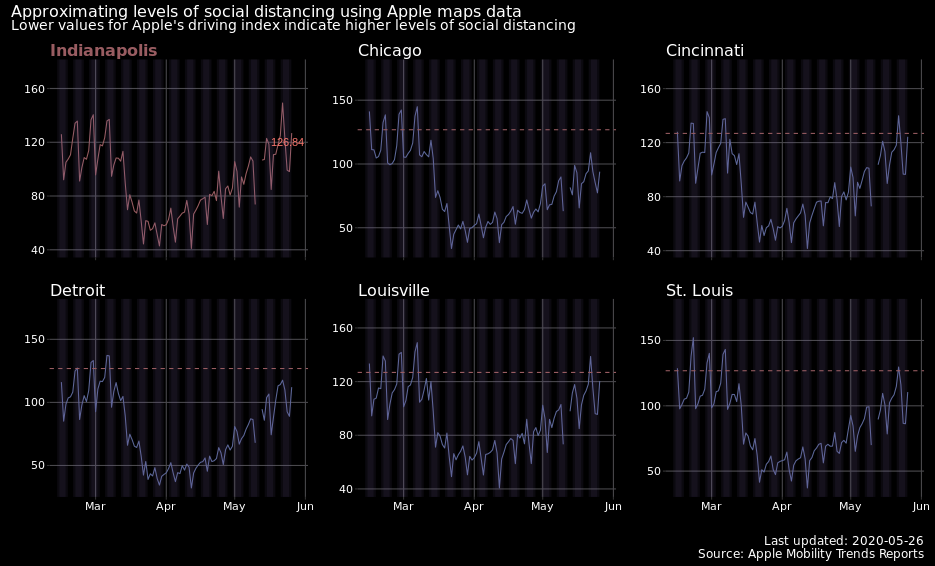 Approximating levels of social distancing using Apple maps data
Lower values for Apple's driving index indicate higher levels of social distancing
Indianapolis
160
120
80
40
126.84
Chicago
150
100
50
Cincinnati
160
120
80
40
Detroit
150
100
50
Mar Apr May Jun
Louisville
160
120
80
40
Mar Apr May Jun
St. Louis
150
100
50
Mar Apr May Jun
Last updated: 2020-05-26
Source: Apple Mobility Trends Reports